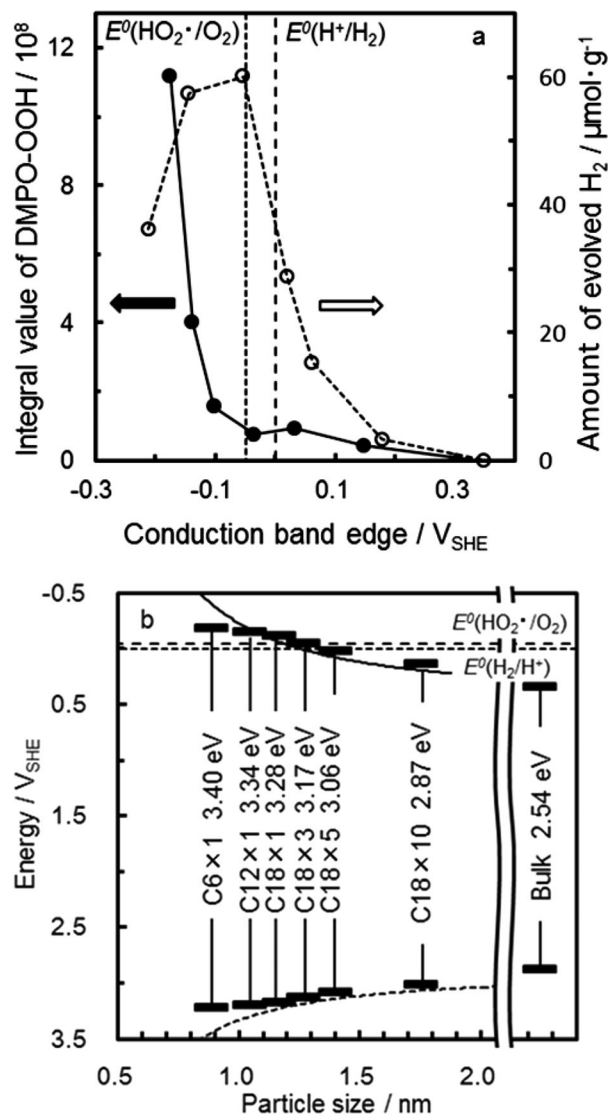 E⁰(HO₂·/O₂)
E⁰(H⁺/H₂)
a
Integral value of DMPO-OOH / 10⁸
12
8
4
0
Amount of evolved H₂ / μmol·g⁻¹
60
40
20
0
-0.3
-0.1
0.1
0.3
Conduction band edge / V_SHE
b
-0.5
0.5
1.5
2.5
3.5
Energy / V_SHE
E⁰(HO₂·/O₂)
E⁰(H₂/H⁺)
C6×1 3.40 eV
C12×1 3.34 eV
C18×1 3.28 eV
C18×3 3.17 eV
C18×5 3.06 eV
C18×10 2.87 eV
Bulk 2.54 eV
0.5
1.0
1.5
2.0
Particle size / nm